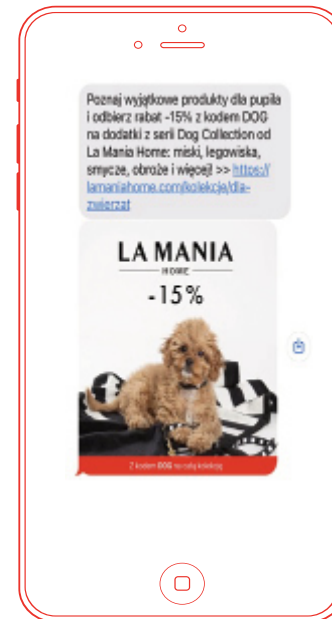 Poznaj wyjątkowe produkty dla pupila
i odbierz rabat -15% z kodem DOG
na dodatki z serii Dog Collection od
La Mania Home: miski, legowiska,
smycze, obroże i więcej! >> https://
lamaniahome.com/kolekcje/dla-
zwierzat
LA MANIA
HOME
-15%
Z kodem DOG na całą kolekcję